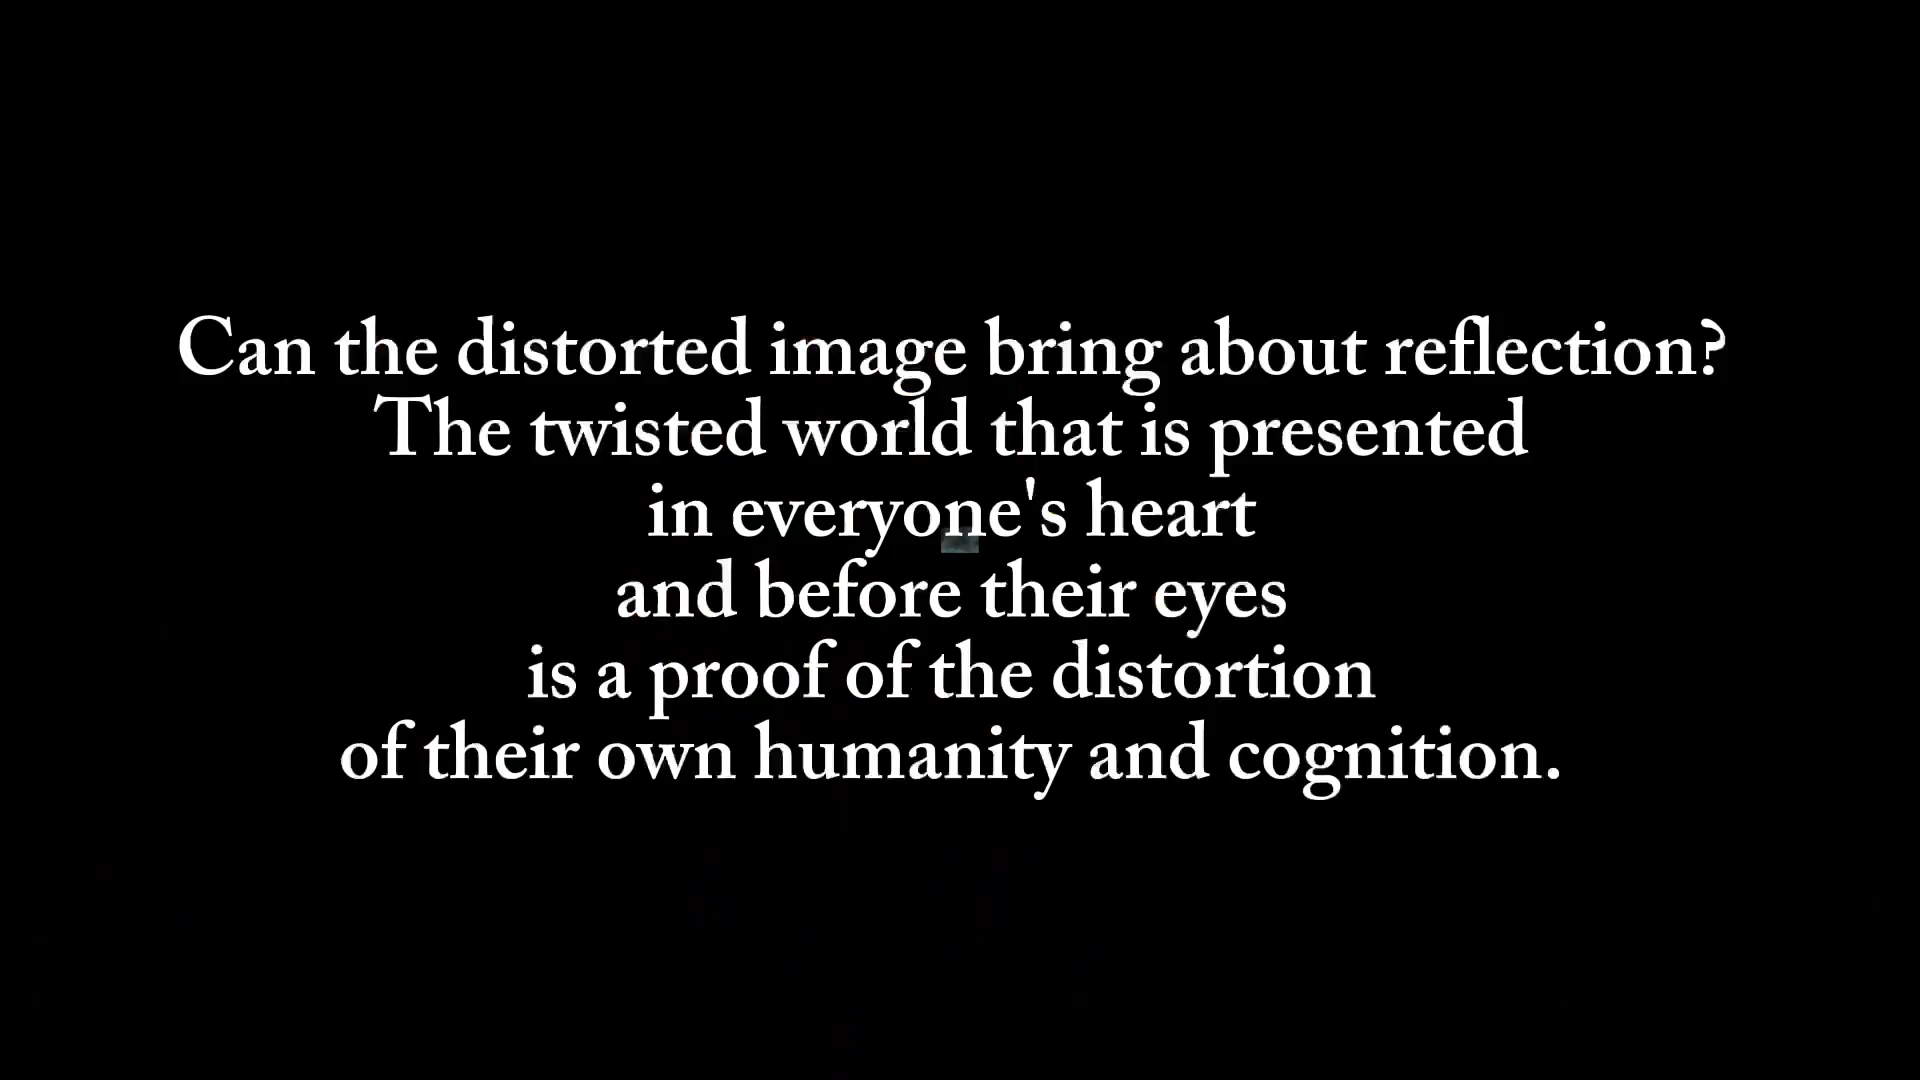 Can the distorted image bring about reflection?
The twisted world that is presented
in everyone's heart
and before their eyes
is a proof of the distortion
of their own humanity and cognition.